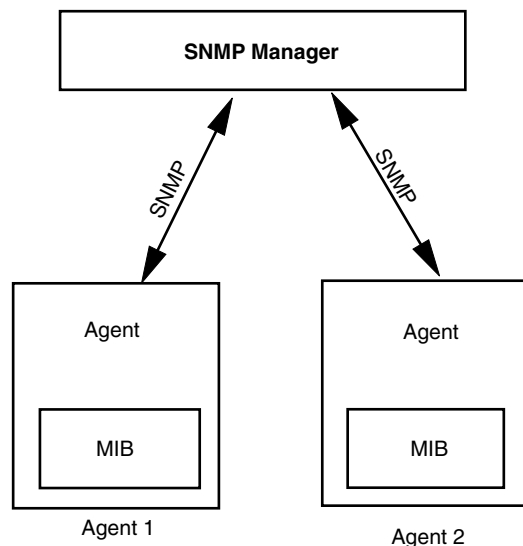 SNMP Manager
SNMP
SNMP
Agent
Agent
MIB
MIB
Agent 1
Agent 2